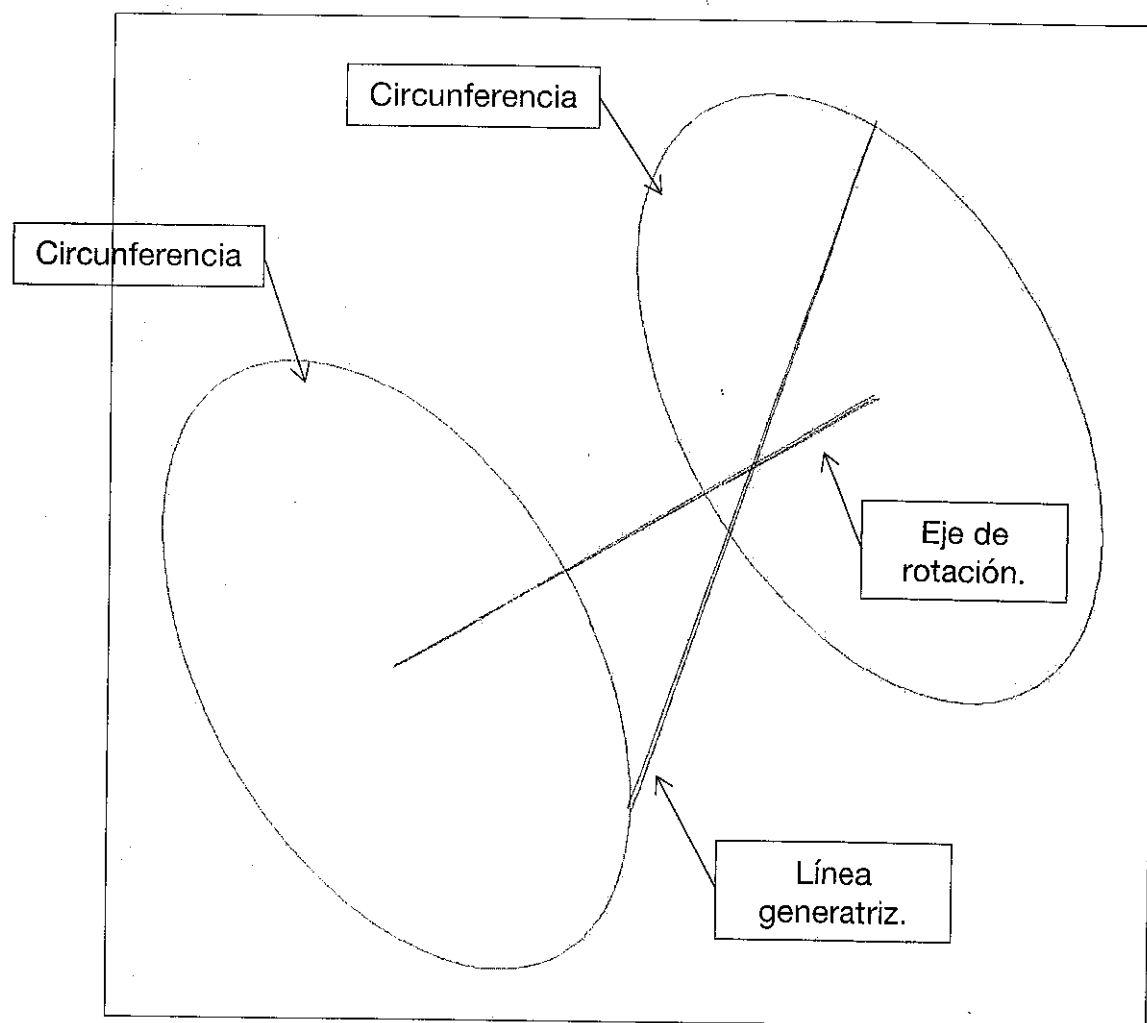 Circunferencia
Circunferencia
Eje de
rotación.
Línea
generatriz.